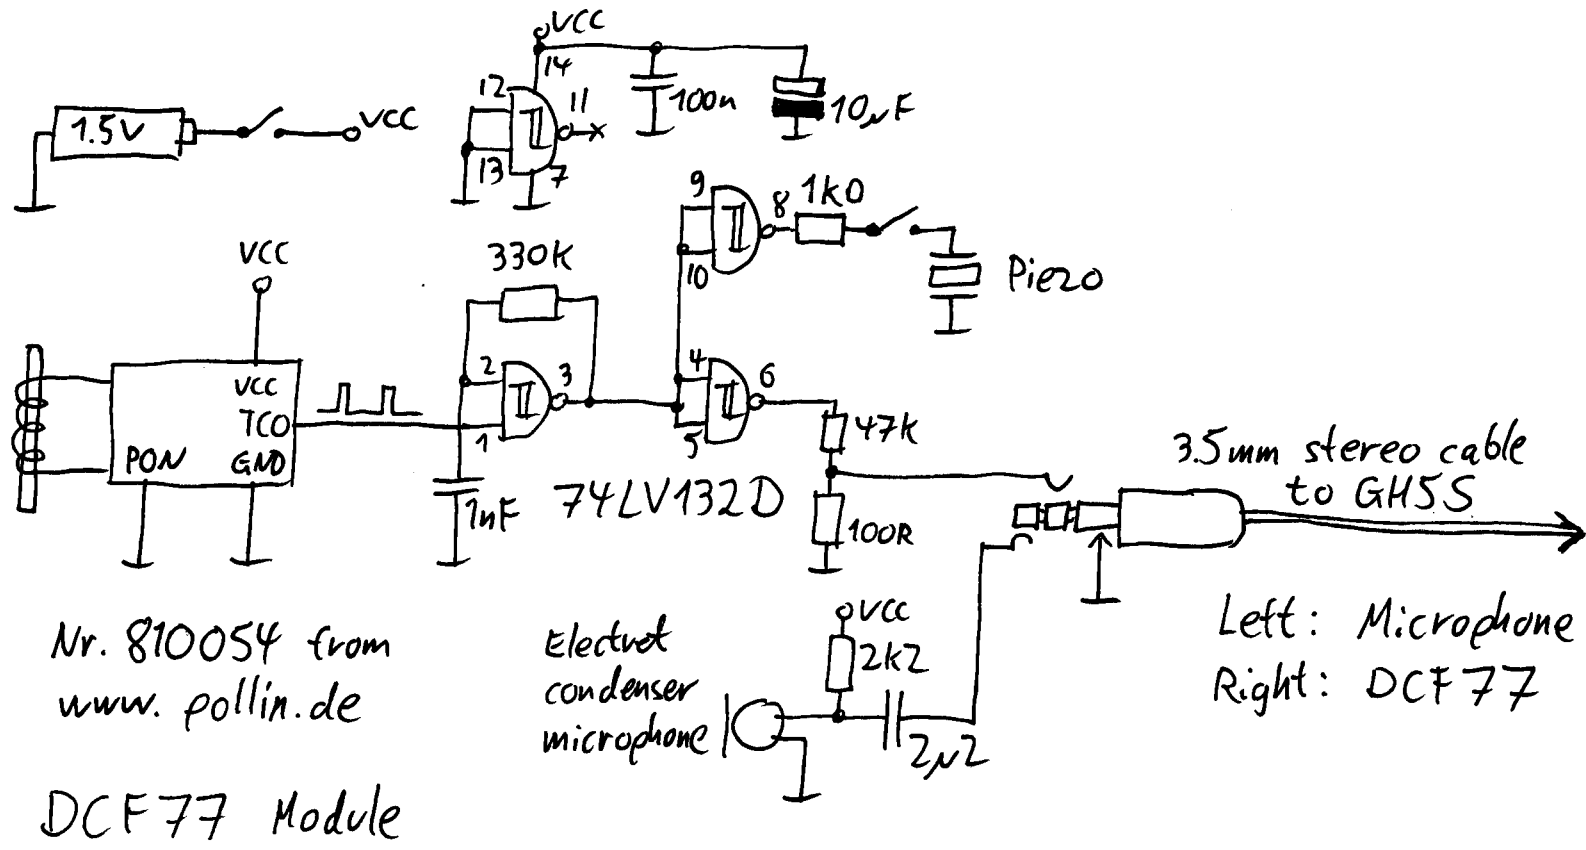 VCC
14
12
11
100n
10µF
1.5V
VCC
13
7
9
8
1k0
10
Piezo
VCC
330K
2
3
4
6
VCC
TCO
PON
GND
1
5
47K
1nF
74LV132D
100R
3.5mm stereo cable
to GH5S
Nr. 810054 from
www.pollin.de
Electret
condenser
microphone
VCC
2k2
2µ2
Left: Microphone
Right: DCF77
DCF77 Module